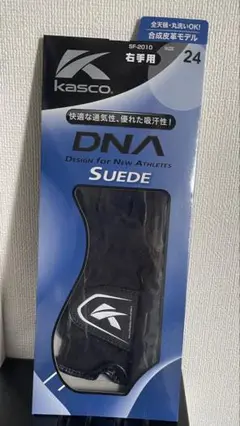 全天候・丸洗いOK!
合成皮革モデル
SF-2010
右手用
SIZE
24
Kasco.
快適な通気性、優れた吸汗性!
DNA
DESIGN for NEW ATHLETES
SUEDE